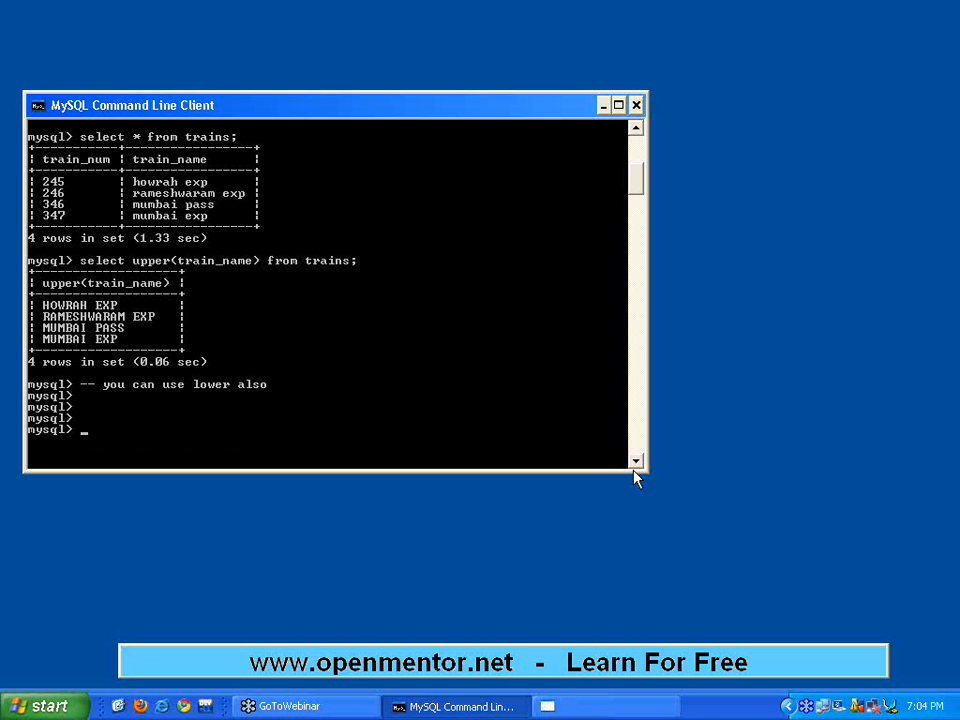 MySQL Command Line Client
mysql> select * from trains;
+-----------+-----------------+
| train_num | train_name      |
+-----------+-----------------+
| 245       | howrah exp      |
| 246       | rameshwaram exp |
| 346       | mumbai pass     |
| 347       | mumbai exp      |
+-----------+-----------------+
4 rows in set (1.33 sec)
mysql> select upper(train_name) from trains;
+-------------------+
| upper(train_name) |
+-------------------+
| HOWRAH EXP        |
| RAMESHWARAM EXP   |
| MUMBAI PASS       |
| MUMBAI EXP        |
+-------------------+
4 rows in set (0.06 sec)
mysql> -- you can use lower also
mysql>
mysql>
mysql>
mysql> _
www.openmentor.net - Learn For Free
start
GoToWebinar
MySQL Command Lin...
7:04 PM